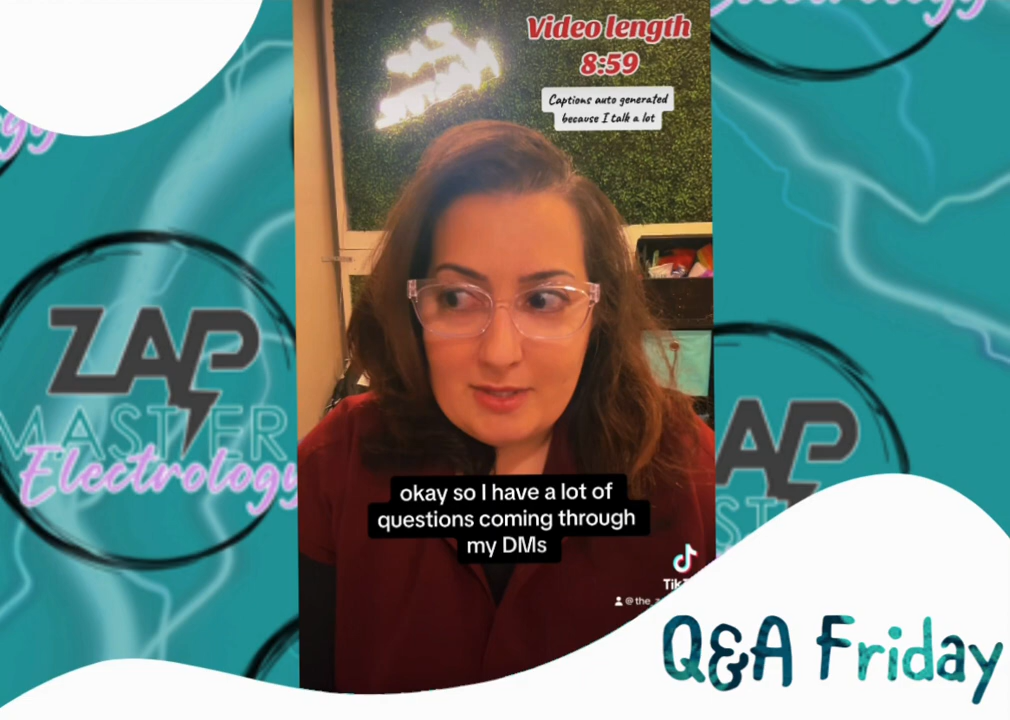 Video length
8:59
Captions auto generated
because I talk a lot
ZAP
MASTER
Electrology
okay so I have a lot of
questions coming through
my DMs
Q&A Friday